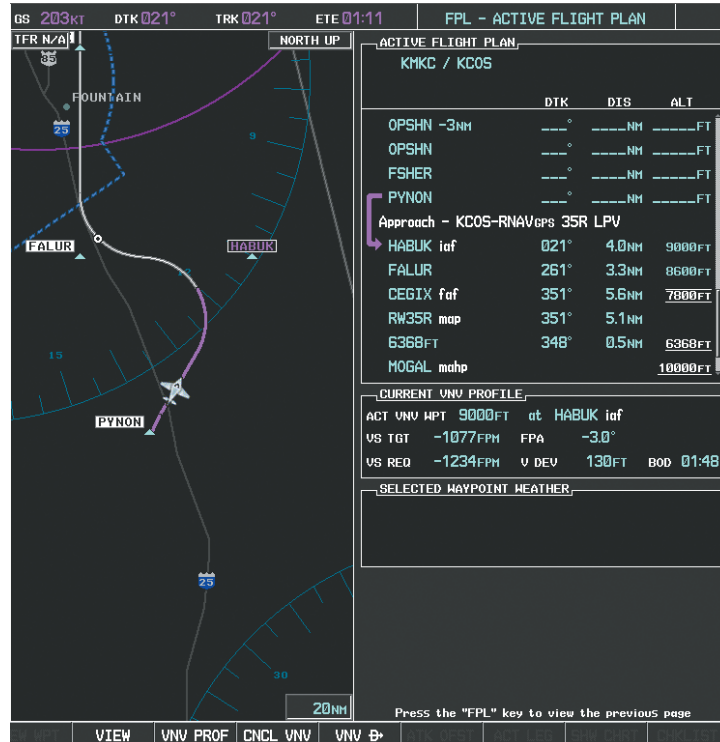 GS 203KT DTK 021° TRK 021° ETE 01:11 FPL - ACTIVE FLIGHT PLAN
TFR N/A NORTH UP
85
FOUNTAIN
25
9
FALUR
HABUK
12
15
PYNON
25
30
20NM
ACTIVE FLIGHT PLAN
KMKC / KCOS
DTK DIS ALT
OPSHN -3NM ___° ____NM _____FT
OPSHN ___° ____NM _____FT
FSHER ___° ____NM _____FT
PYNON ___° ____NM _____FT
Approach - KCOS-RNAVGPS 35R LPV
HABUK iaf 021° 4.0NM 9000FT
FALUR 261° 3.3NM 8600FT
CEGIX faf 351° 5.6NM 7800FT
RW35R map 351° 5.1NM
6368FT 348° 0.5NM 6368FT
MOGAL mahp 10000FT
CURRENT VNV PROFILE
ACT VNV WPT 9000FT at HABUK iaf
VS TGT -1077FPM FPA -3.0°
VS REQ -1234FPM V DEV 130FT BOD 01:48
SELECTED WAYPOINT WEATHER
Press the "FPL" key to view the previous page
EW WPT VIEW VNV PROF CNCL VNV VNV D ATK OFST ACT LEG SHW CHRT CHKLIST